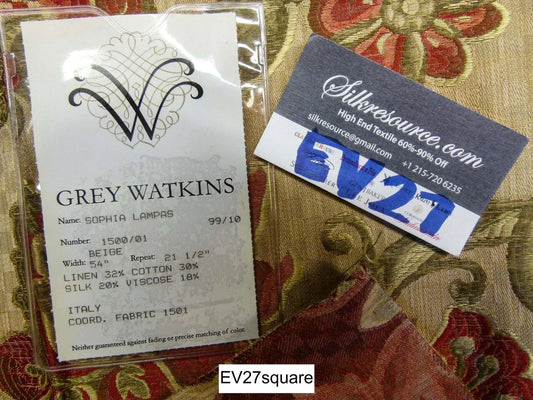 W
GREY WATKINS
Name: SOPHIA LAMPAS 99/10
Number: 1500/01
BEIGE
Width: 54" Repeat: 21 1/2"
LINEN 32% COTTON 30%
SILK 20% VISCOSE 18%
ITALY
COORD. FABRIC 1501
Neither guaranteed against fading or precise matching of color.
Silkresource.com
High End Textile 60%-90% Off
silkresource@gmail.com +1 215-720 6235
EV27
EV27square